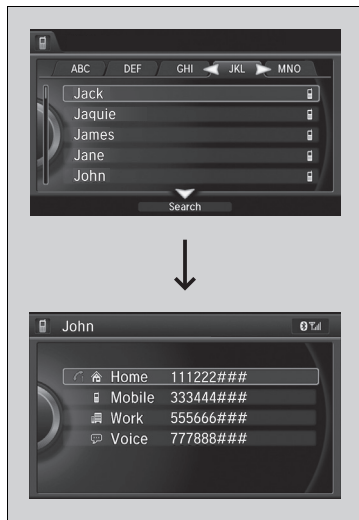 ABC DEF GHI JKL MNO
Jack
Jaquie
James
Jane
John
Search
John
Home 111222###
Mobile 333444###
Work 555666###
Voice 777888###